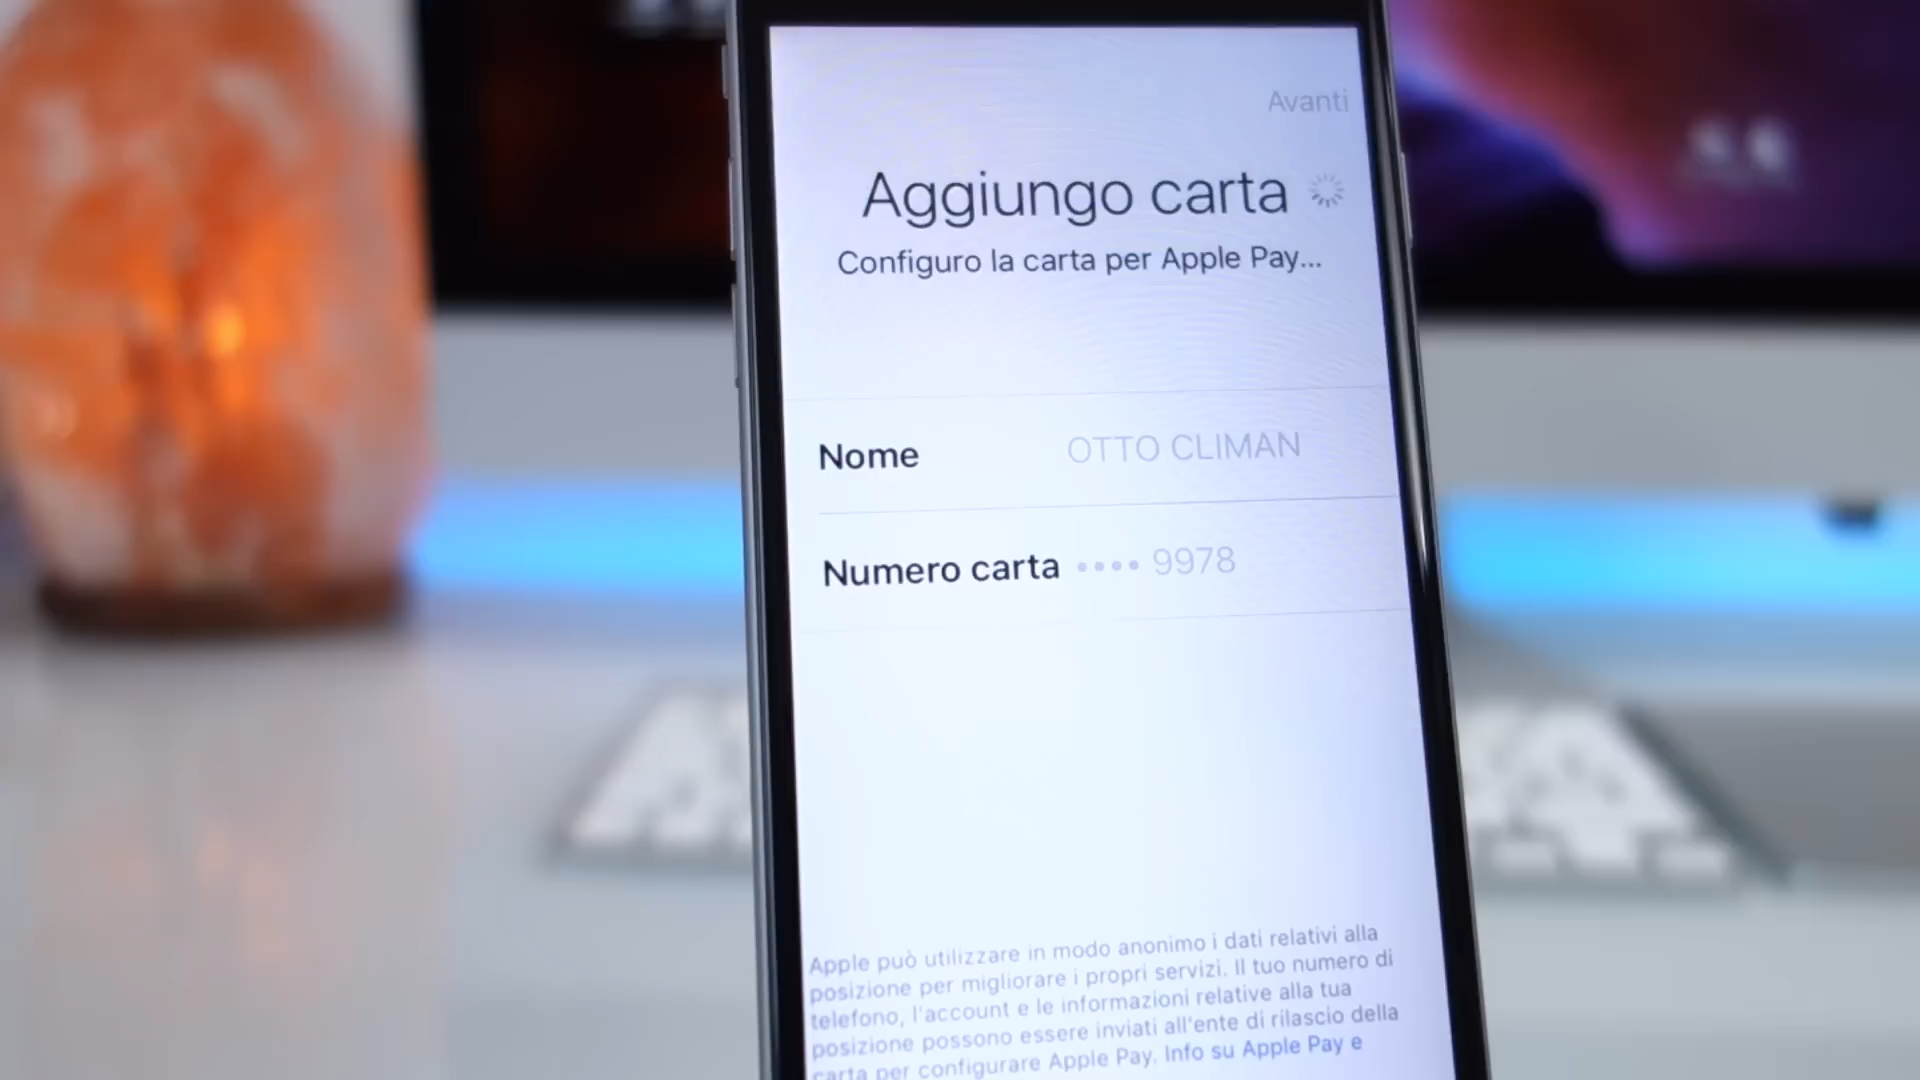 Avanti
Aggiungo carta
Configuro la carta per Apple Pay...
Nome OTTO CLIMAN
Numero carta •••• 9978
Apple può utilizzare in modo anonimo i dati relativi alla
posizione per migliorare i propri servizi. Il tuo numero di
telefono, l'account e le informazioni relative alla tua
posizione possono essere inviati all'ente di rilascio della
carta per configurare Apple Pay. Info su Apple Pay e